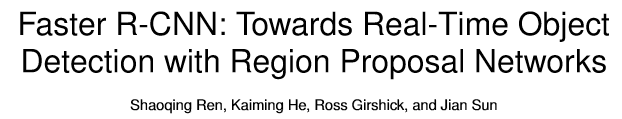 Faster R-CNN: Towards Real-Time Object
Detection with Region Proposal Networks
Shaoqing Ren, Kaiming He, Ross Girshick, and Jian Sun